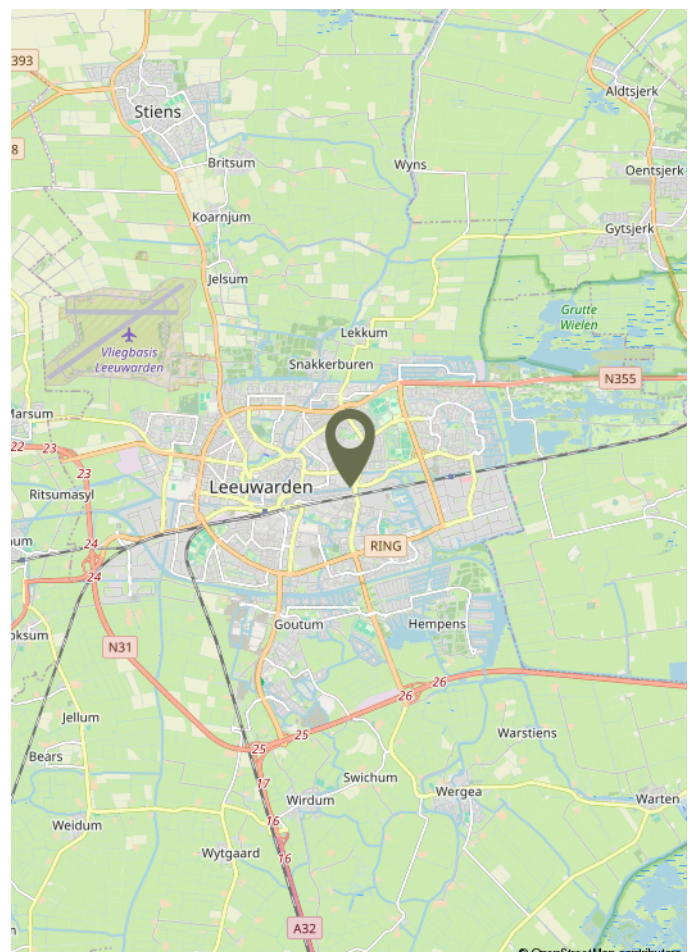 393
Stiens
Aldtsjerk
8
Britsum
Wyns
Oentsjerk
Koarnjum
Gytsjerk
Jelsum
Grutte
Wielen
Lekkum
Vliegbasis
Leeuwarden
Snakkerburen
N355
Marsum
22
23
23
Leeuwarden
Ritsumasyl
24
RING
24
Goutum
Hempens
N31
26
26
Jellum
25
25
Warstiens
Bears
17
Swichum
Wirdum
Wergea
Warten
16
Weidum
Wytgaard
16
A32
© OpenStreetMap contributors